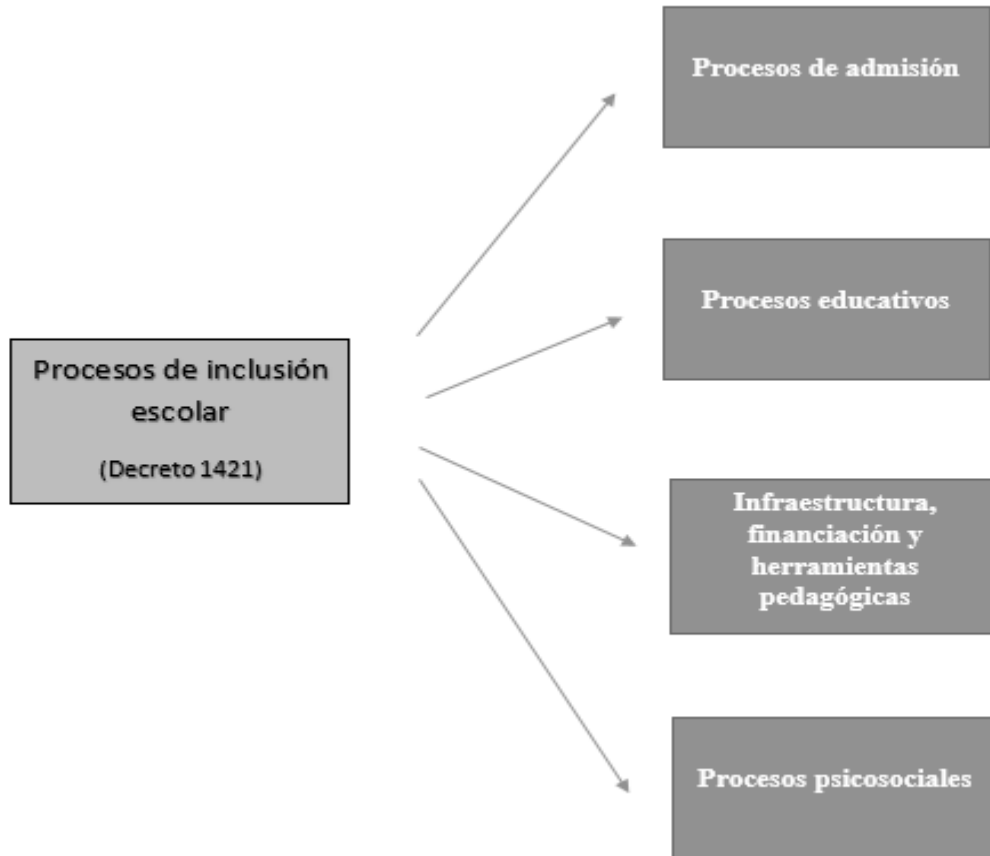 Procesos de admisión
Procesos educativos
Procesos de inclusión
escolar
(Decreto 1421)
Infraestructura,
financiación y
herramientas
pedagógicas
Procesos psicosociales